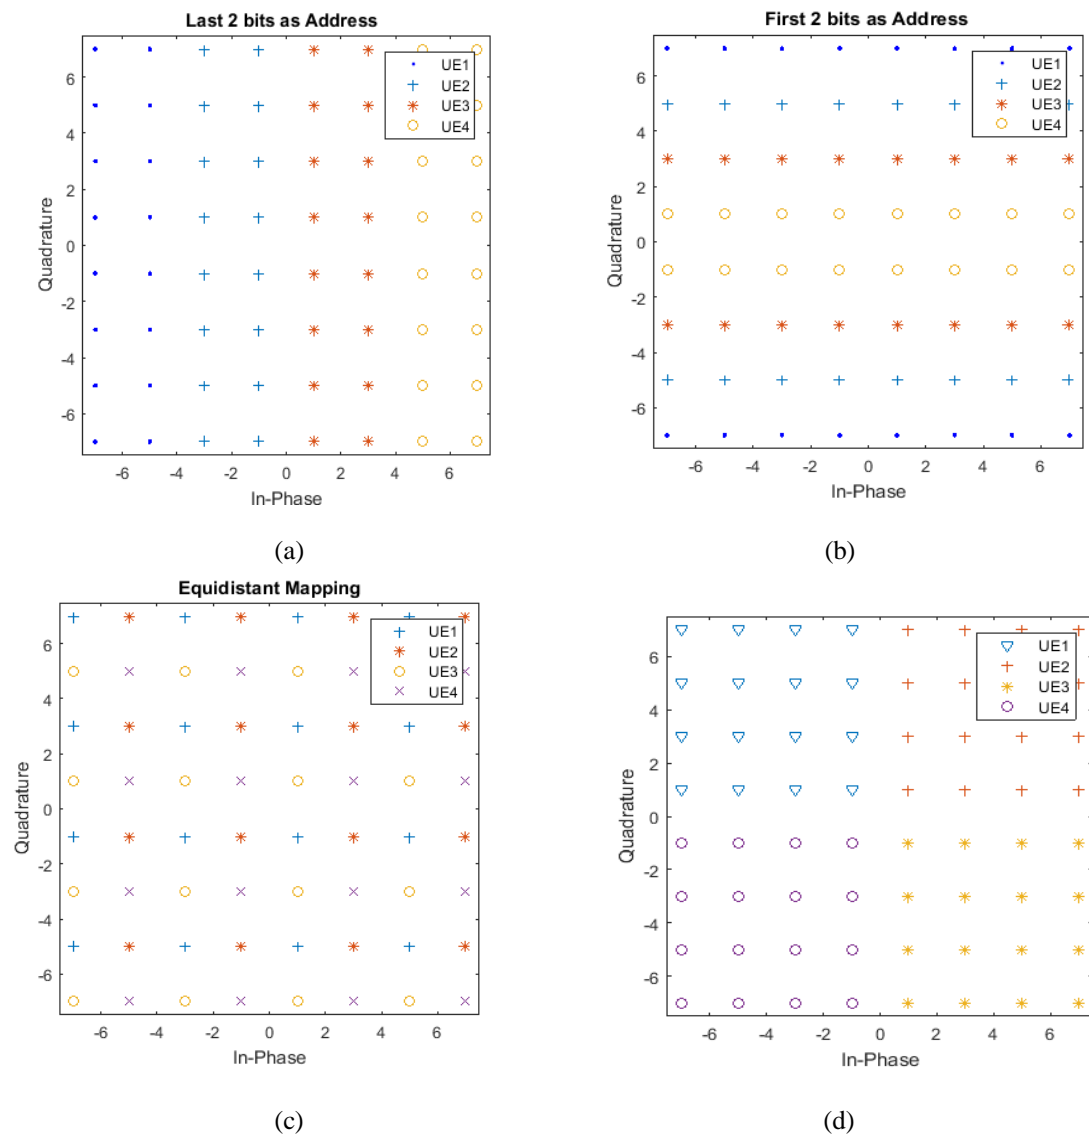 Last 2 bits as Address
6
4
2
0
-2
-4
-6
Quadrature
-6 -4 -2 0 2 4 6
In-Phase
UE1
UE2
UE3
UE4
(a)
First 2 bits as Address
6
4
2
0
-2
-4
-6
Quadrature
-6 -4 -2 0 2 4 6
In-Phase
UE1
UE2
UE3
UE4
(b)
Equidistant Mapping
6
4
2
0
-2
-4
-6
Quadrature
-6 -4 -2 0 2 4 6
In-Phase
UE1
UE2
UE3
UE4
(c)
6
4
2
0
-2
-4
-6
Quadrature
-6 -4 -2 0 2 4 6
In-Phase
UE1
UE2
UE3
UE4
(d)